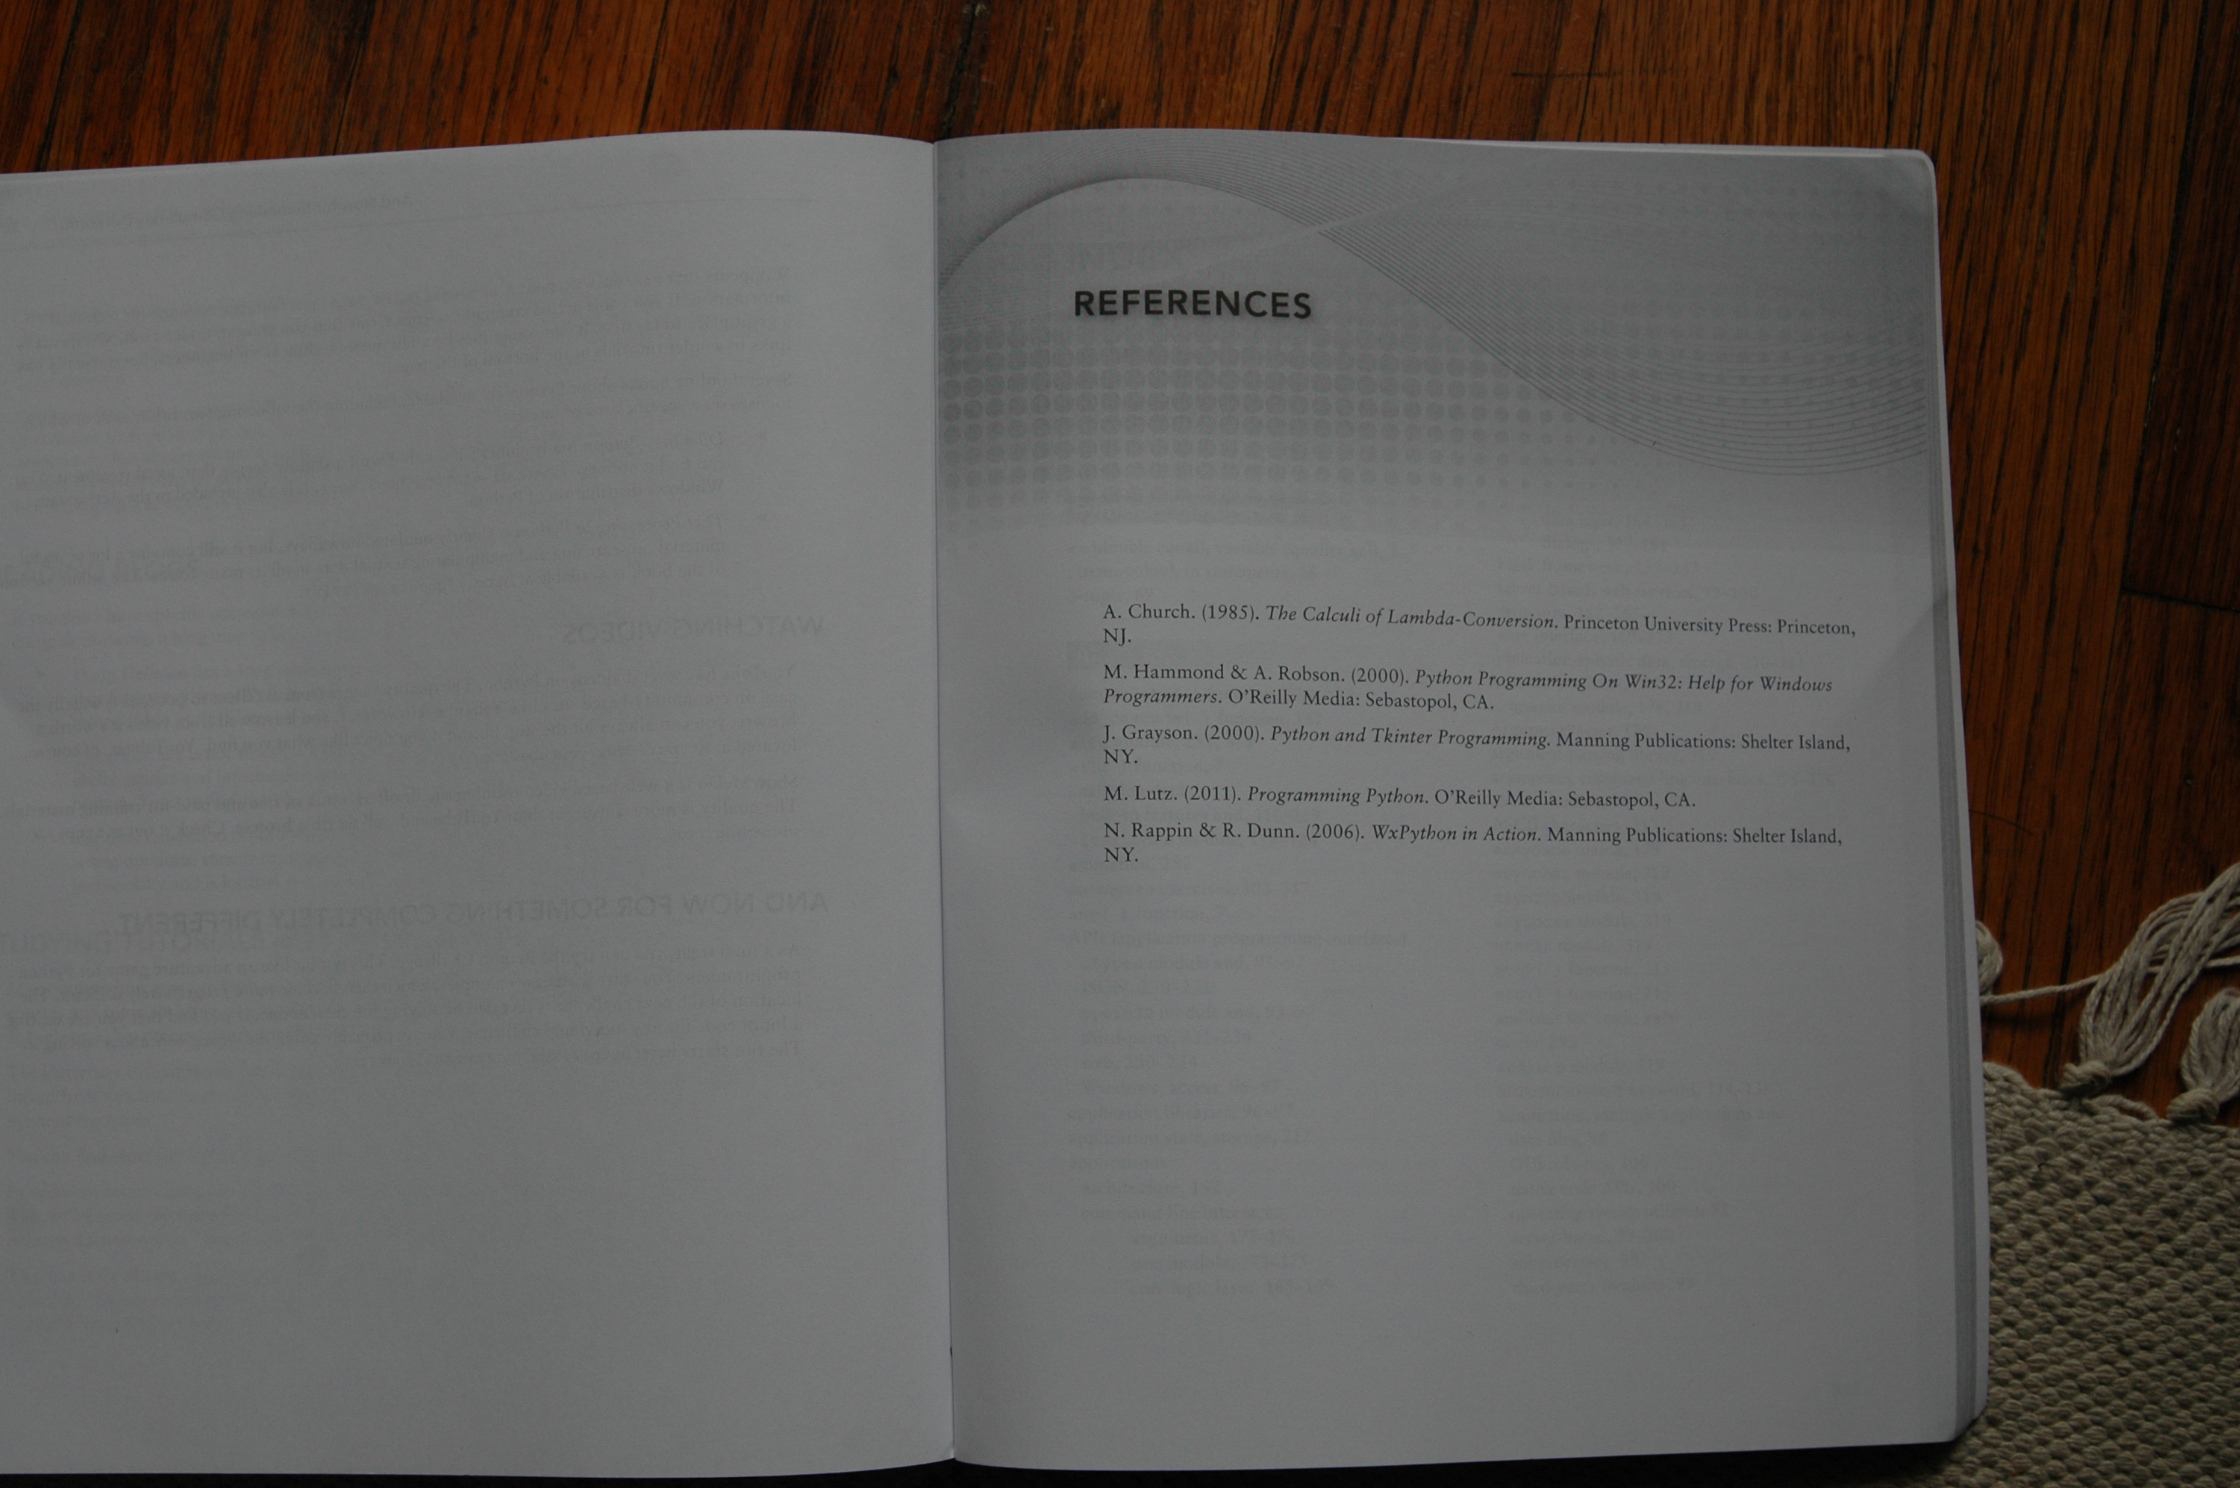 REFERENCES
A. Church. (1985). The Calculi of Lambda-Conversion. Princeton University Press: Princeton,
NJ.
M. Hammond & A. Robson. (2000). Python Programming On Win32: Help for Windows
Programmers. O'Reilly Media: Sebastopol, CA.
J. Grayson. (2000). Python and Tkinter Programming. Manning Publications: Shelter Island,
NY.
M. Lutz. (2011). Programming Python. O'Reilly Media: Sebastopol, CA.
N. Rappin & R. Dunn. (2006). WxPython in Action. Manning Publications: Shelter Island,
NY.